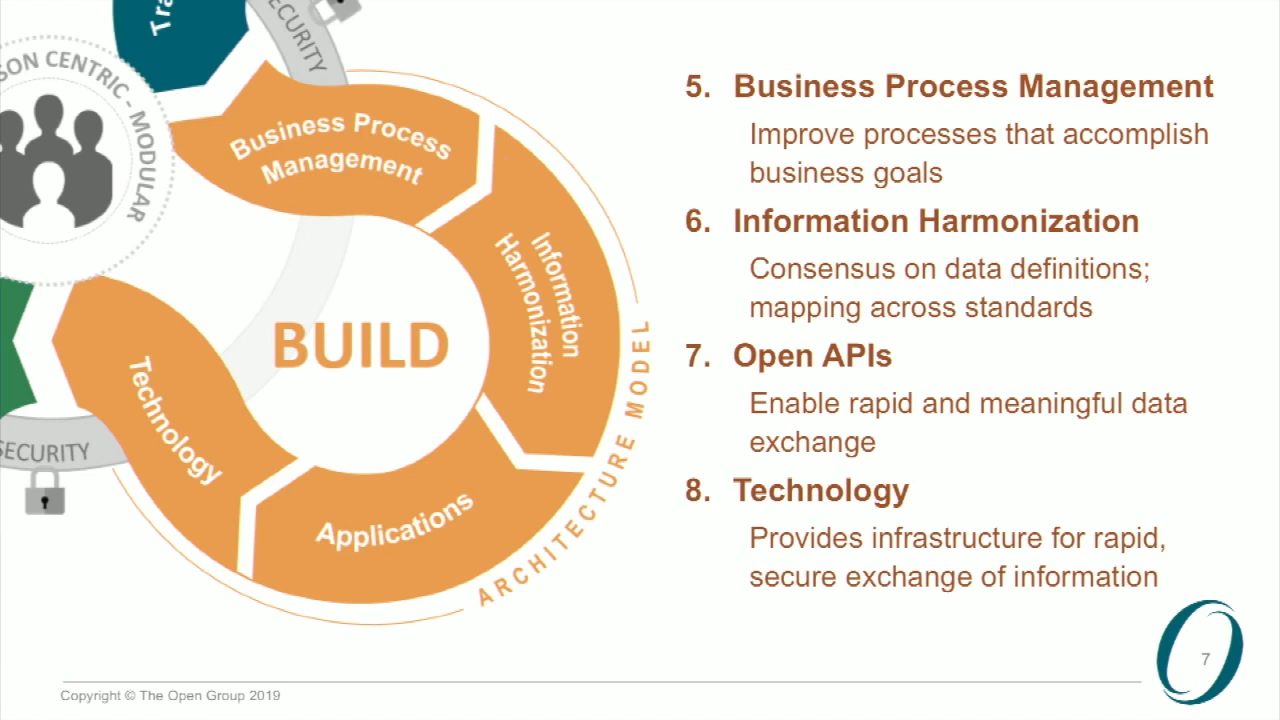 Tra
ECURITY
SON CENTRIC - MODULAR
Business Process
Management
Information
Harmonization
BUILD
Technology
Applications
SECURITY
ARCHITECTURE MODEL
5. Business Process Management
Improve processes that accomplish
business goals
6. Information Harmonization
Consensus on data definitions;
mapping across standards
7. Open APIs
Enable rapid and meaningful data
exchange
8. Technology
Provides infrastructure for rapid,
secure exchange of information
7
Copyright © The Open Group 2019